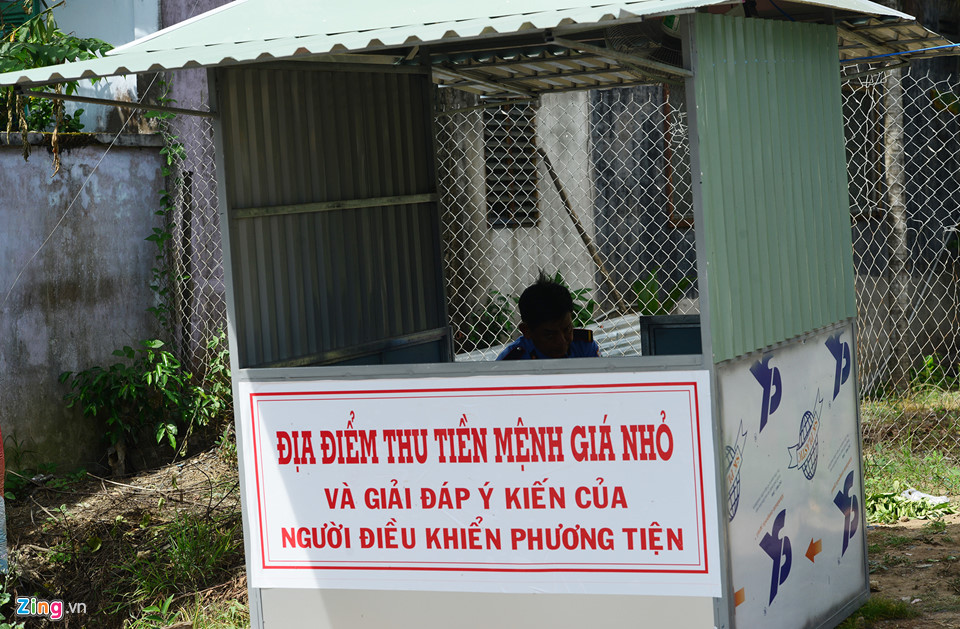 ĐỊA ĐIỂM THU TIỀN MỆNH GIÁ NHỎ
VÀ GIẢI ĐÁP Ý KIẾN CỦA
NGƯỜI ĐIỀU KHIỂN PHƯƠNG TIỆN
Zing.vn